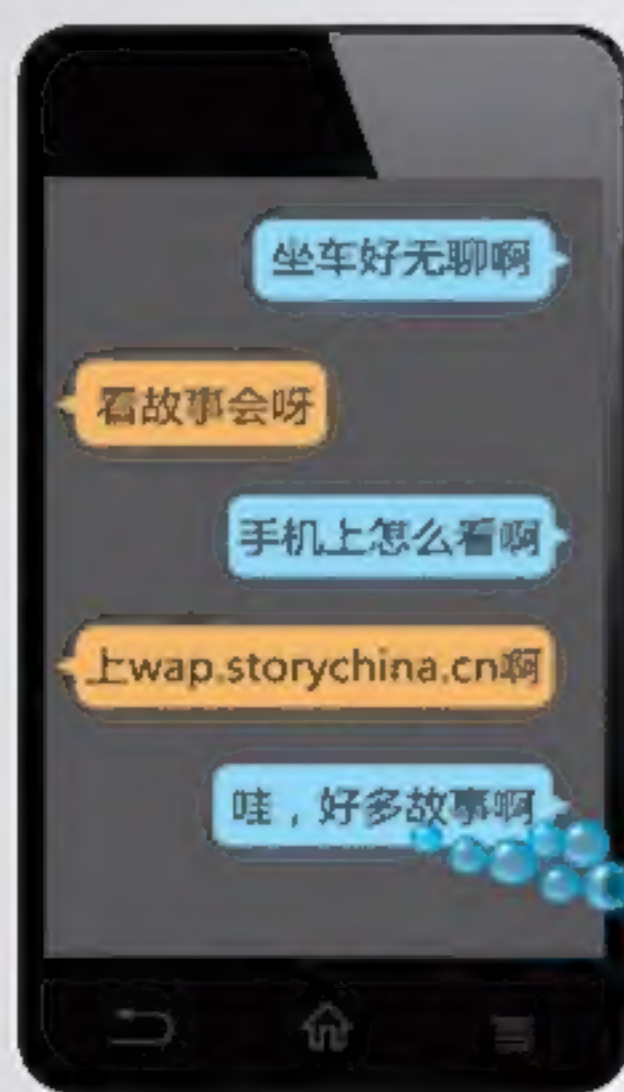 坐车好无聊啊
看故事会呀
手机上怎么看啊
上wap.storychina.cn啊
哇，好多故事啊